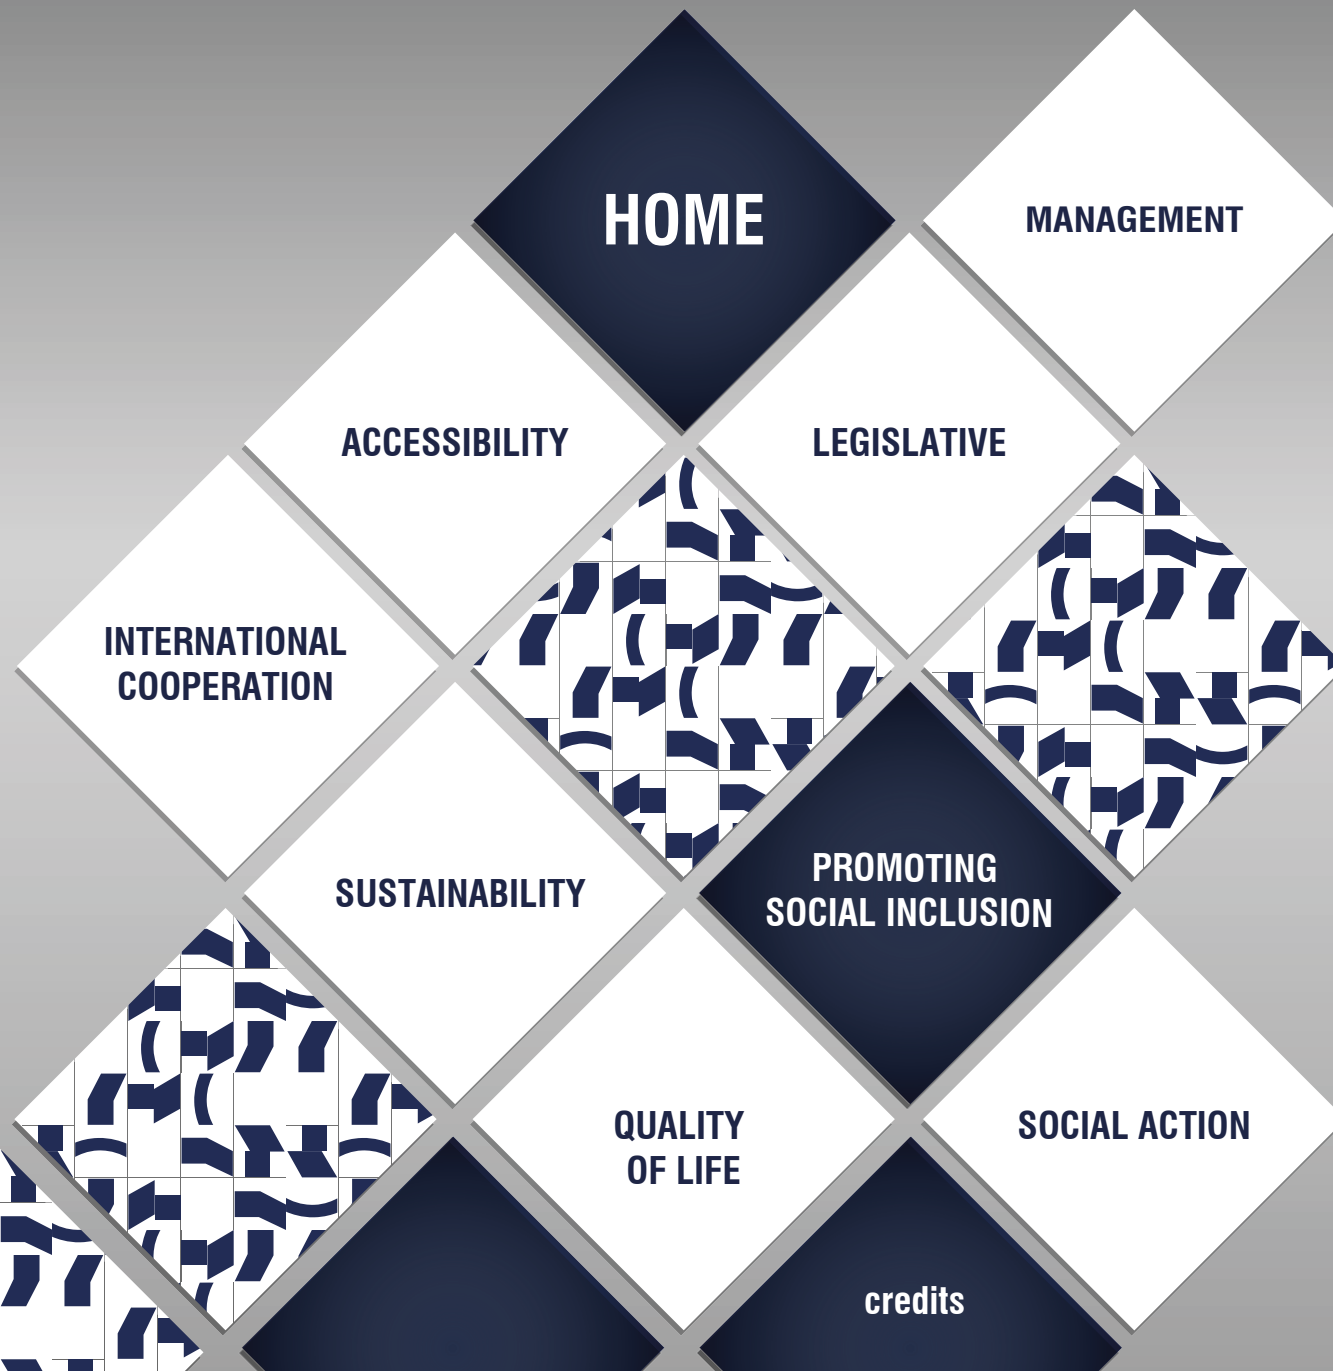 HOME
MANAGEMENT
ACCESSIBILITY
LEGISLATIVE
INTERNATIONAL
COOPERATION
PROMOTING
SOCIAL INCLUSION
SUSTAINABILITY
QUALITY
OF LIFE
SOCIAL ACTION
credits